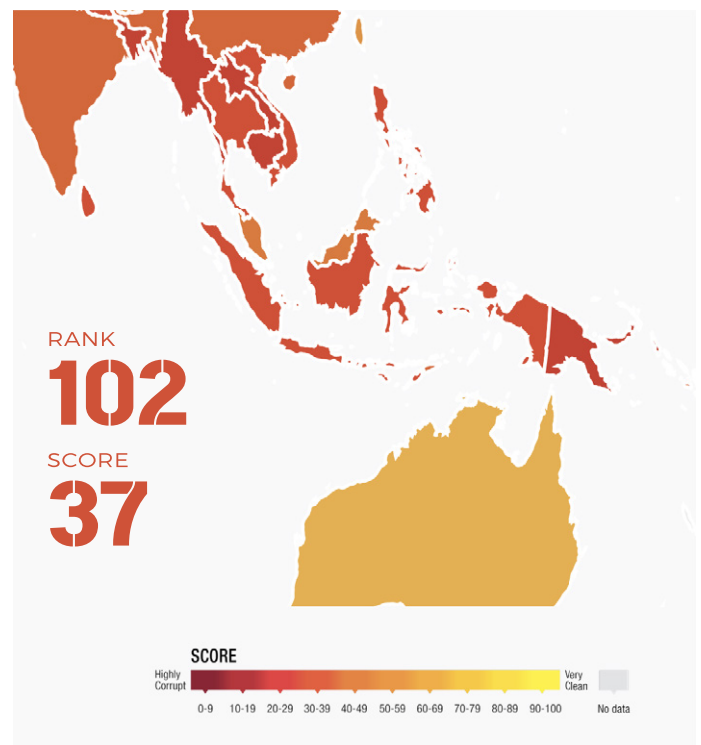 RANK
102
SCORE
37
SCORE
Highly
Corrupt
Very
Clean
0-9 10-19 20-29 30-39 40-49 50-59 60-69 70-79 80-89 90-100 No data